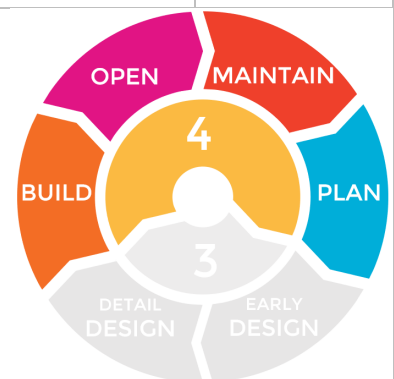 OPEN
MAINTAIN
4
BUILD
PLAN
3
DETAIL
DESIGN
EARLY
DESIGN